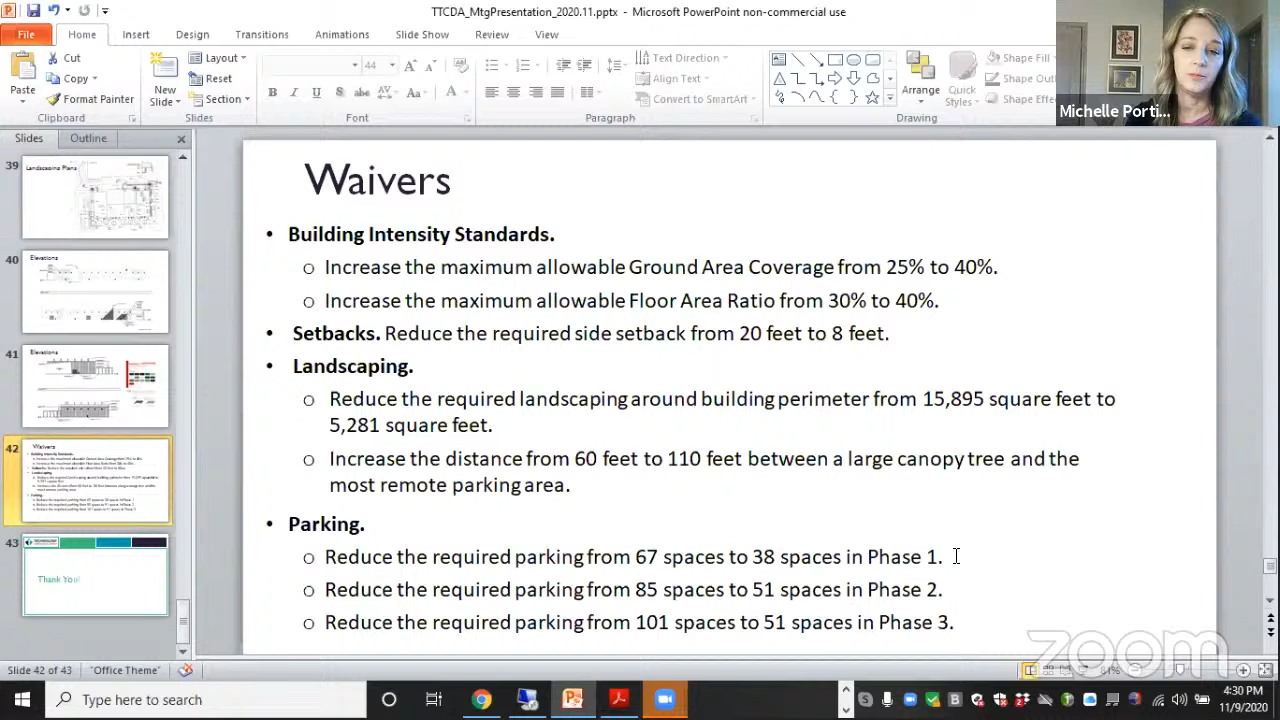 TTCDA_MtgPresentation_2020.11.pptx - Microsoft PowerPoint non-commercial use
File Home Insert Design Transitions Animations Slide Show Review View
Paste
Cut
Copy
Format Painter
Clipboard
New Slide
Layout
Reset
Section
Slides
44
B I U S abc AV Aa A
Font
Text Direction
Align Text
Convert to SmartArt
Paragraph
Arrange
Quick Styles
Shape Fill
Shape Out
Shape Effe
Drawing
Michelle Porti...
Slides Outline
39
Landscaping Plans
40
Elevations
41
Elevations
42
Waivers
43
Thank You!
Waivers
• Building Intensity Standards.
o Increase the maximum allowable Ground Area Coverage from 25% to 40%.
o Increase the maximum allowable Floor Area Ratio from 30% to 40%.
• Setbacks. Reduce the required side setback from 20 feet to 8 feet.
• Landscaping.
o Reduce the required landscaping around building perimeter from 15,895 square feet to
5,281 square feet.
o Increase the distance from 60 feet to 110 feet between a large canopy tree and the
most remote parking area.
• Parking.
o Reduce the required parking from 67 spaces to 38 spaces in Phase 1.
o Reduce the required parking from 85 spaces to 51 spaces in Phase 2.
o Reduce the required parking from 101 spaces to 51 spaces in Phase 3.
zoom
Slide 42 of 43 "Office Theme" 81%
Type here to search
4:30 PM
11/9/2020